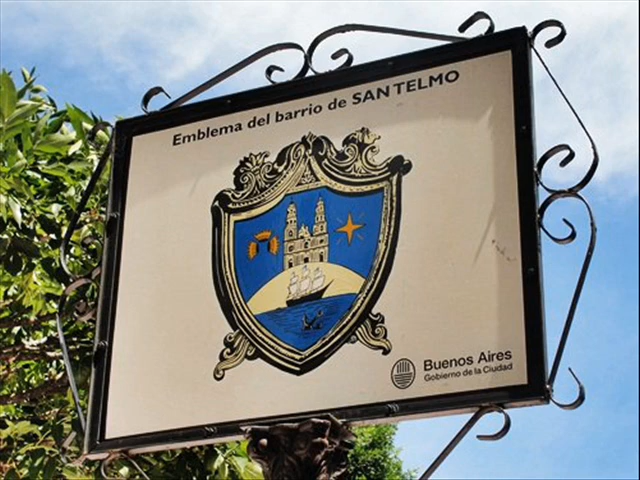 Emblema del barrio de SAN TELMO
Buenos Aires
Gobierno de la Ciudad